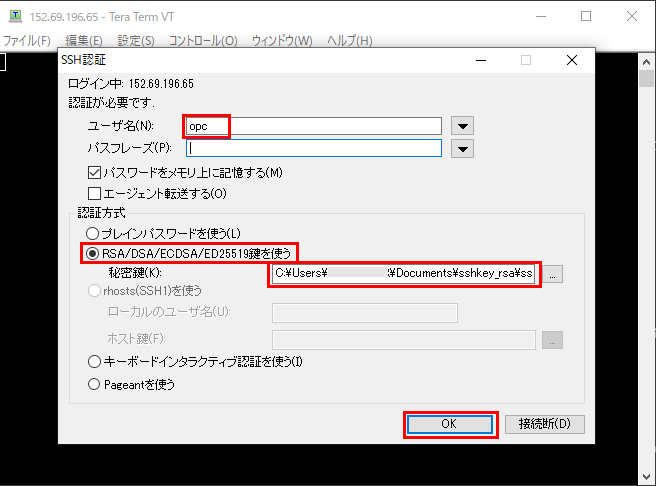 152.69.196.65 - Tera Term VT
ファイル(F) 編集(E) 設定(S) コントロール(O) ウィンドウ(W) ヘルプ(H)
SSH認証
ログイン中: 152.69.196.65
認証が必要です.
ユーザ名(N): opc
パスフレーズ(P):
パスワードをメモリ上に記憶する(M)
エージェント転送する(O)
認証方式
プレインパスワードを使う(L)
RSA/DSA/ECDSA/ED25519鍵を使う
秘密鍵(K): C:¥Users¥ ¥Documents¥sshkey_rsa¥ss ...
rhosts(SSH1)を使う
ローカルのユーザ名(U):
ホスト鍵(F): ...
キーボードインタラクティブ認証を使う(I)
Pageantを使う
OK 接続断(D)